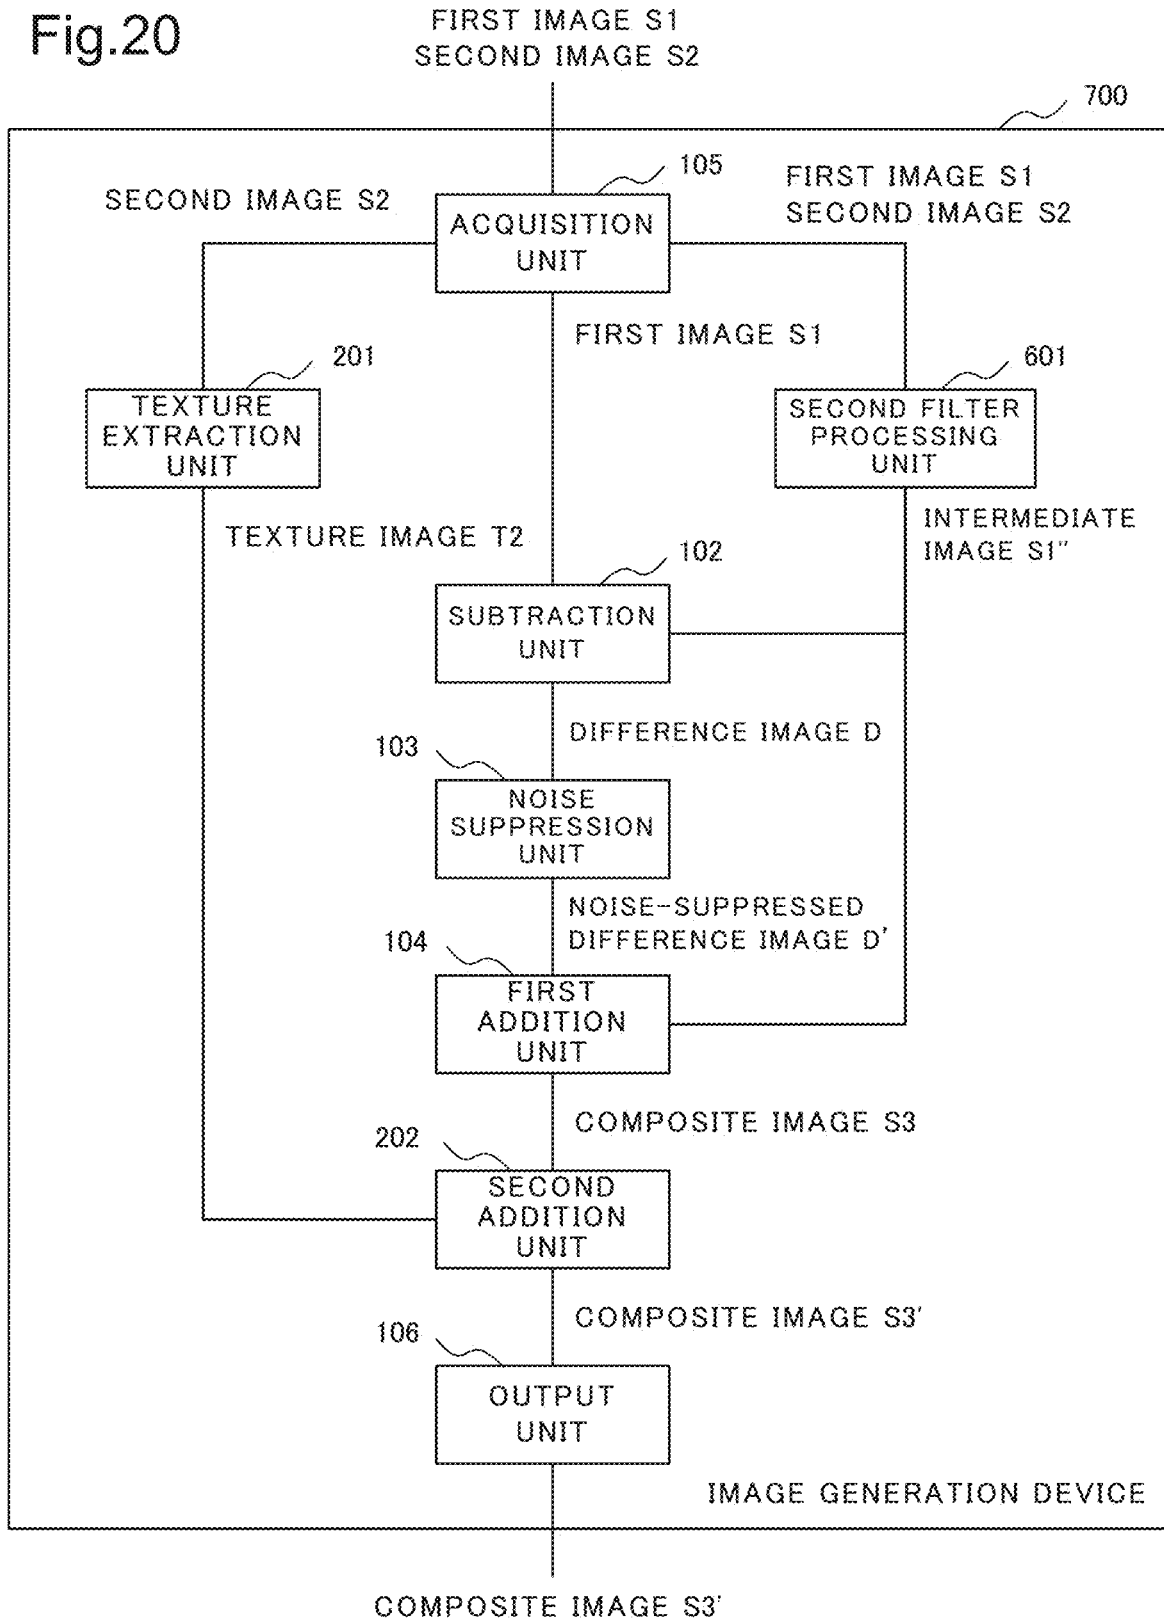 Fig.20
FIRST IMAGE S1
SECOND IMAGE S2
700
105
SECOND IMAGE S2
FIRST IMAGE S1
SECOND IMAGE S2
ACQUISITION
UNIT
FIRST IMAGE S1
201
601
TEXTURE
EXTRACTION
UNIT
SECOND FILTER
PROCESSING
UNIT
TEXTURE IMAGE T2
INTERMEDIATE
IMAGE S1"
102
SUBTRACTION
UNIT
DIFFERENCE IMAGE D
103
NOISE
SUPPRESSION
UNIT
NOISE-SUPPRESSED
DIFFERENCE IMAGE D'
104
FIRST
ADDITION
UNIT
COMPOSITE IMAGE S3
202
SECOND
ADDITION
UNIT
COMPOSITE IMAGE S3'
106
OUTPUT
UNIT
IMAGE GENERATION DEVICE
COMPOSITE IMAGE S3'